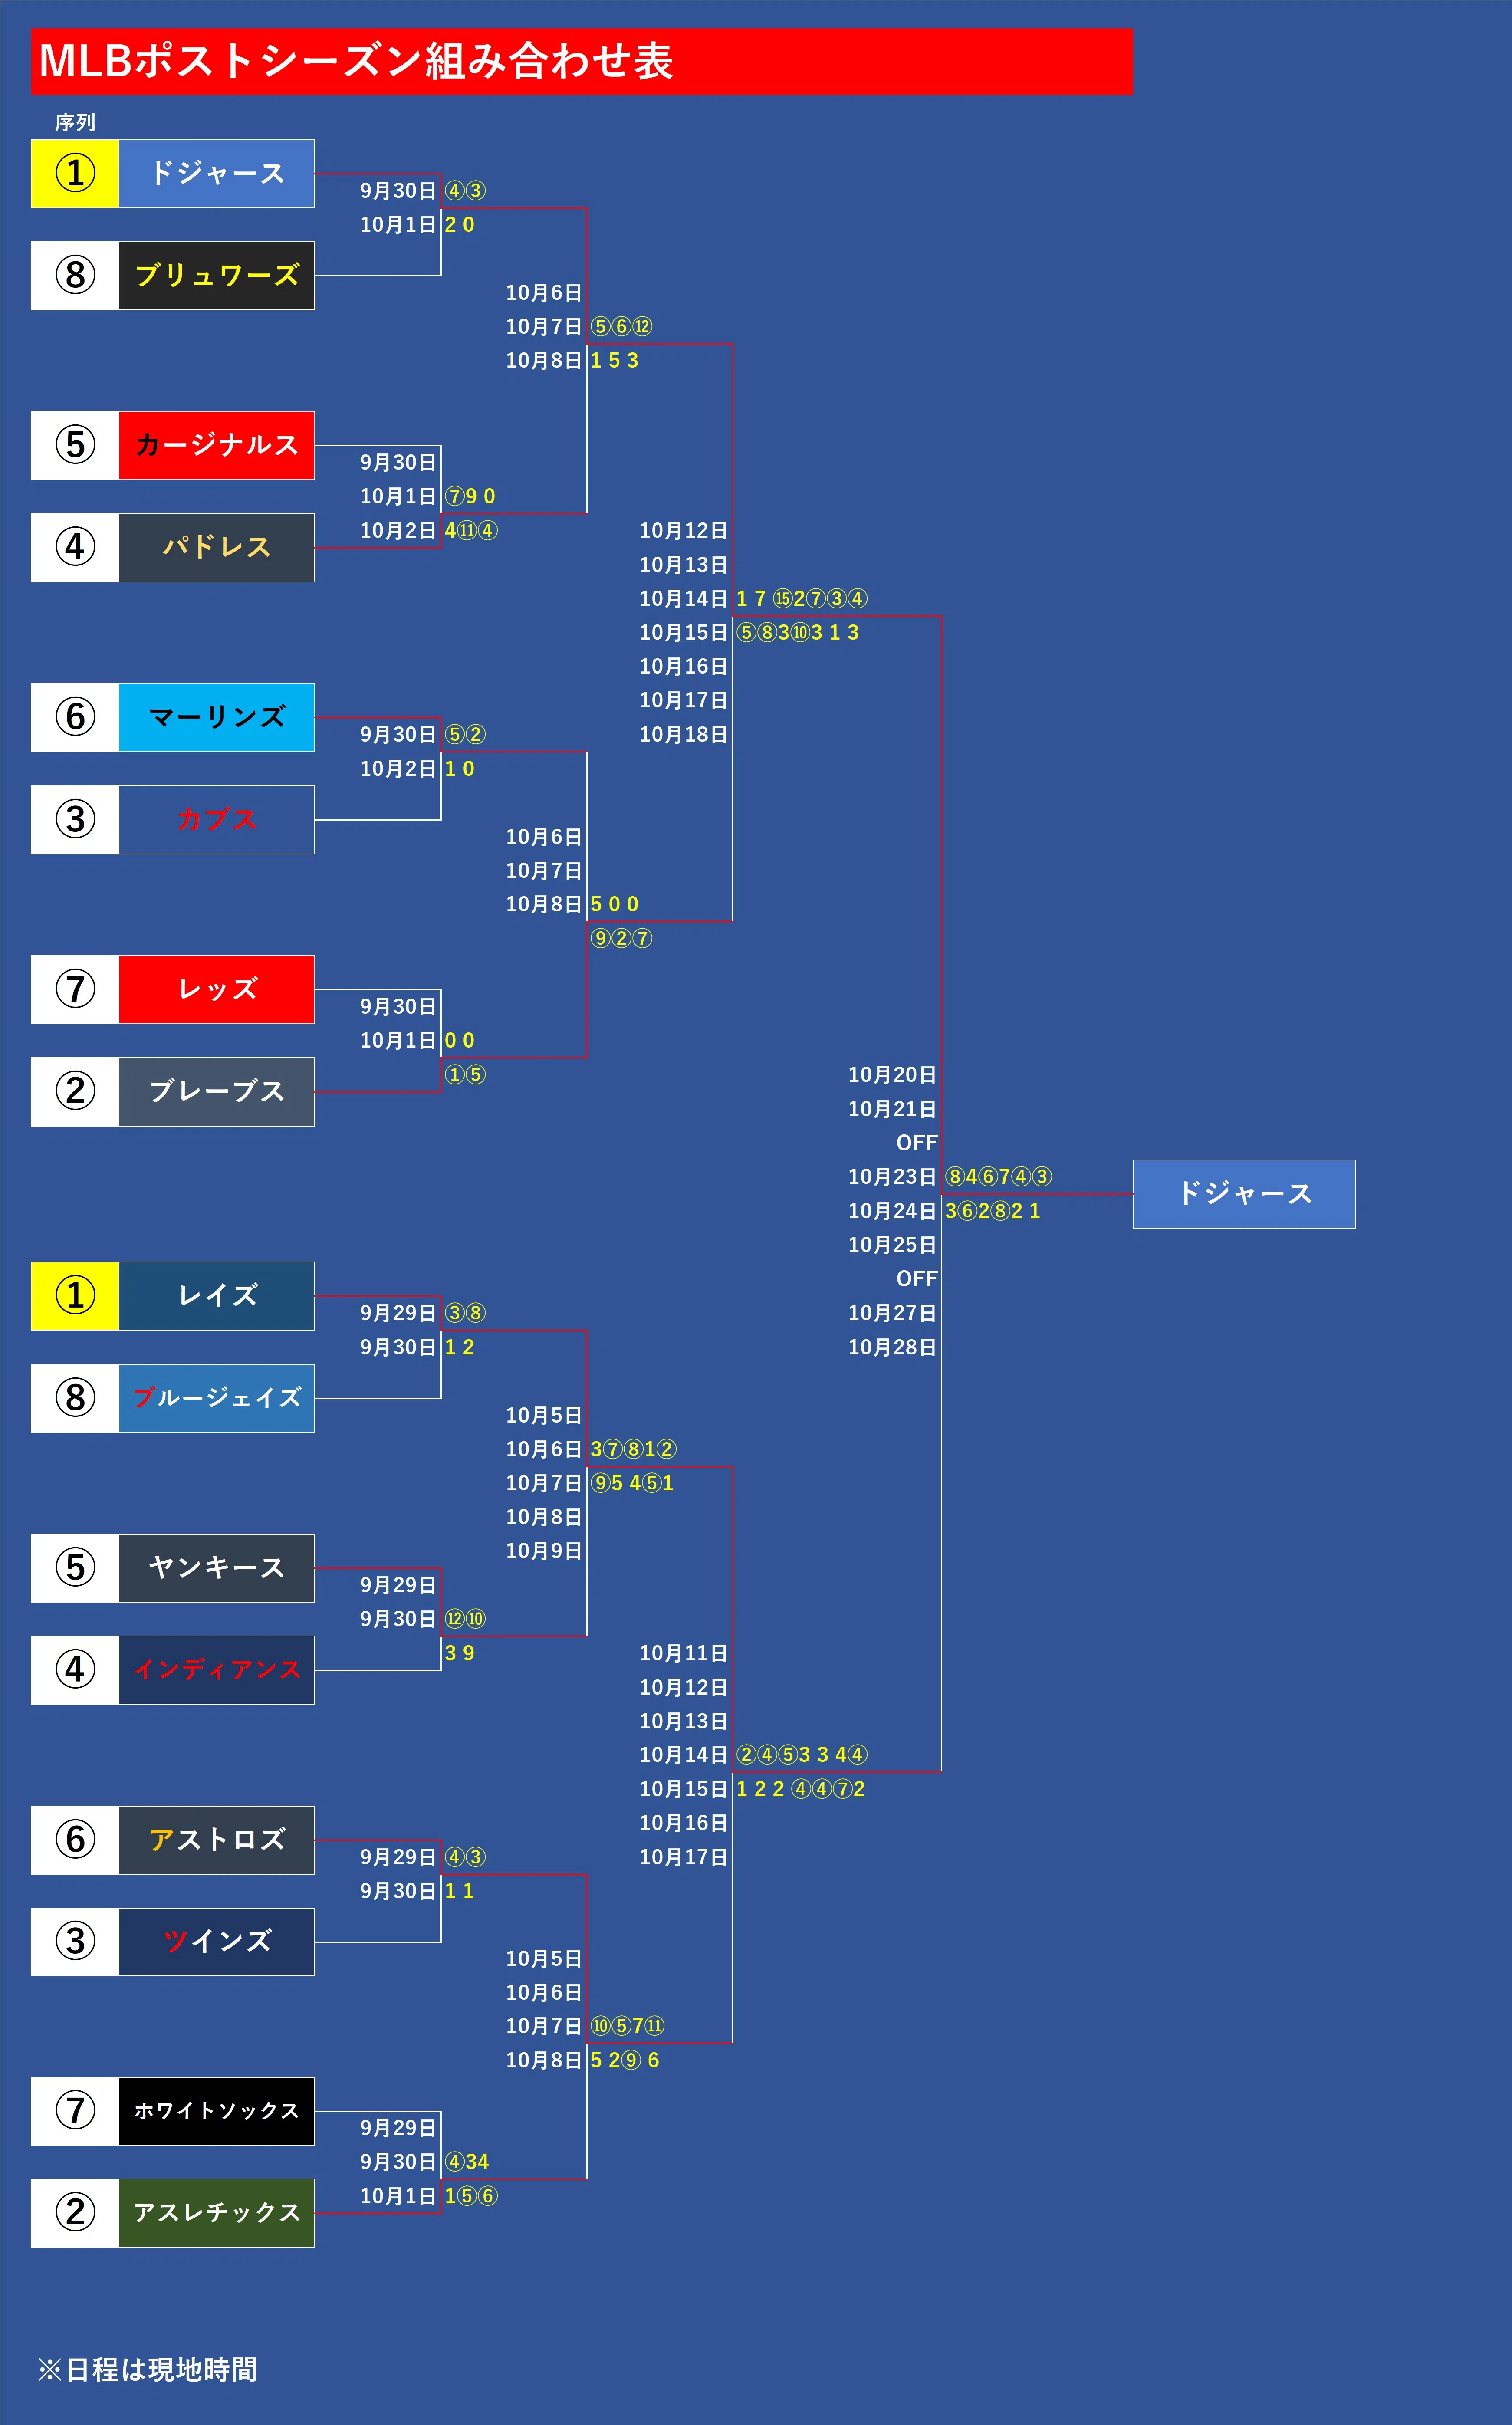 MLBポストシーズン組み合わせ表
序列
① ドジャース
9月30日 ④③
10月1日 2 0
⑧ ブリュワーズ
10月6日
10月7日 ⑤⑥⑫
10月8日 1 5 3
⑤ カージナルス
9月30日
10月1日 ⑦9 0
10月2日 4⑪④
④ パドレス
10月12日
10月13日
10月14日 1 7 ⑮2⑦③④
10月15日 ⑤⑧3⑩3 1 3
10月16日
10月17日
10月18日
⑥ マーリンズ
9月30日 ⑤②
10月2日 1 0
③ カブス
10月6日
10月7日
10月8日 5 0 0
⑨②⑦
⑦ レッズ
9月30日
10月1日 0 0
①⑤
② ブレーブス
10月20日
10月21日
OFF
10月23日 ⑧4⑥7④③
10月24日 3⑥2⑧2 1
10月25日
OFF
10月27日
10月28日
ドジャース
① レイズ
9月29日 ③⑧
9月30日 1 2
⑧ ブルージェイズ
10月5日
10月6日 3⑦⑧1②
10月7日 ⑨5 4⑤1
10月8日
10月9日
⑤ ヤンキース
9月29日
9月30日 ⑫⑩
3 9
④ インディアンス
10月11日
10月12日
10月13日
10月14日 ②④⑤3 3 4④
10月15日 1 2 2 ④④⑦2
10月16日
10月17日
⑥ アストロズ
9月29日 ④③
9月30日 1 1
③ ツインズ
10月5日
10月6日
10月7日 ⑩⑤7⑪
10月8日 5 2⑨ 6
⑦ ホワイトソックス
9月29日
9月30日 ④34
10月1日 1⑤⑥
② アスレチックス
※日程は現地時間